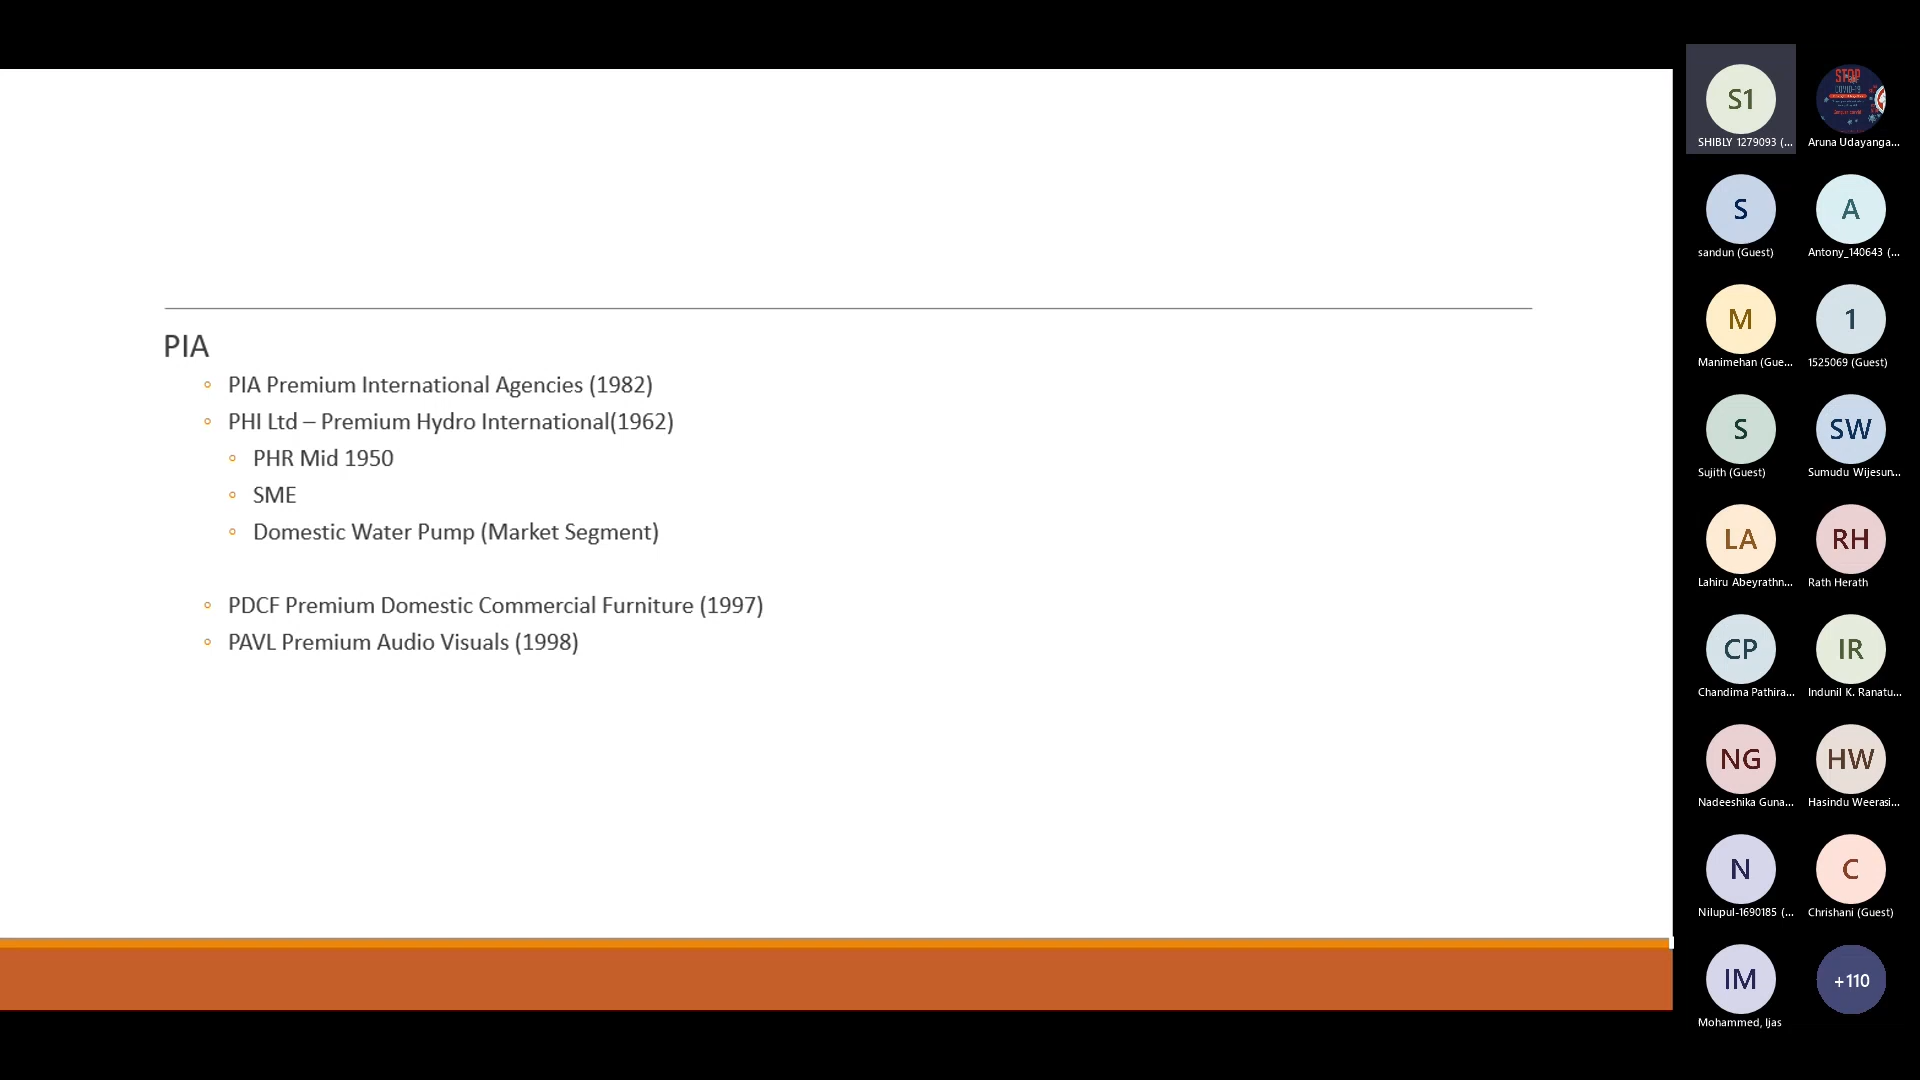 PIA
PIA Premium International Agencies (1982)
PHI Ltd – Premium Hydro International(1962)
PHR Mid 1950
SME
Domestic Water Pump (Market Segment)
PDCF Premium Domestic Commercial Furniture (1997)
PAVL Premium Audio Visuals (1998)
S1
SHIBLY 1279093 (...
STOP
COVID-19
Aruna Udayanga...
S
sandun (Guest)
A
Antony_140643 (...
M
Manimehan (Gue...
1
1525069 (Guest)
S
Sujith (Guest)
SW
Sumudu Wijesun...
LA
Lahiru Abeyrathn...
RH
Rath Herath
CP
Chandima Pathira...
IR
Indunil K. Ranatu...
NG
Nadeeshika Guna...
HW
Hasindu Weerasi...
N
Nilupul-1690185 (...
C
Chrishani (Guest)
IM
Mohammed, Ijas
+110